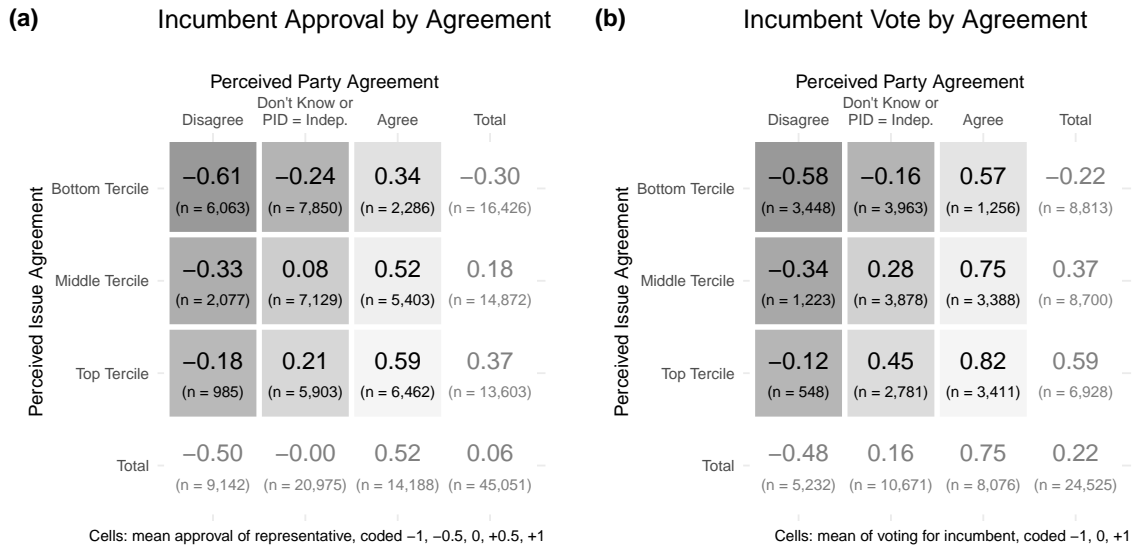 (a) Incumbent Approval by Agreement
Perceived Party Agreement
Don't Know or
Disagree PID = Indep. Agree Total
Perceived Issue Agreement
Bottom Tercile −0.61 −0.24 0.34 −0.30
(n = 6,063) (n = 7,850) (n = 2,286) (n = 16,426)
Middle Tercile −0.33 0.08 0.52 0.18
(n = 2,077) (n = 7,129) (n = 5,403) (n = 14,872)
Top Tercile −0.18 0.21 0.59 0.37
(n = 985) (n = 5,903) (n = 6,462) (n = 13,603)
Total −0.50 −0.00 0.52 0.06
(n = 9,142) (n = 20,975) (n = 14,188) (n = 45,051)
Cells: mean approval of representative, coded −1, −0.5, 0, +0.5, +1
(b) Incumbent Vote by Agreement
Perceived Party Agreement
Don't Know or
Disagree PID = Indep. Agree Total
Perceived Issue Agreement
Bottom Tercile −0.58 −0.16 0.57 −0.22
(n = 3,448) (n = 3,963) (n = 1,256) (n = 8,813)
Middle Tercile −0.34 0.28 0.75 0.37
(n = 1,223) (n = 3,878) (n = 3,388) (n = 8,700)
Top Tercile −0.12 0.45 0.82 0.59
(n = 548) (n = 2,781) (n = 3,411) (n = 6,928)
Total −0.48 0.16 0.75 0.22
(n = 5,232) (n = 10,671) (n = 8,076) (n = 24,525)
Cells: mean of voting for incumbent, coded −1, 0, +1